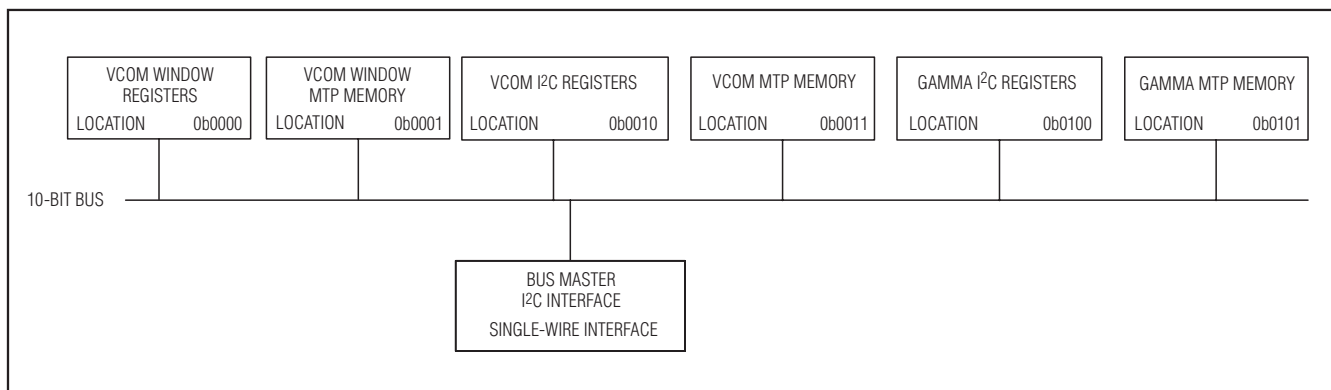 VCOM WINDOW
REGISTERS
LOCATION 0b0000
VCOM WINDOW
MTP MEMORY
LOCATION 0b0001
VCOM I2C REGISTERS
LOCATION 0b0010
VCOM MTP MEMORY
LOCATION 0b0011
GAMMA I2C REGISTERS
LOCATION 0b0100
GAMMA MTP MEMORY
LOCATION 0b0101
10-BIT BUS
BUS MASTER
I2C INTERFACE
SINGLE-WIRE INTERFACE